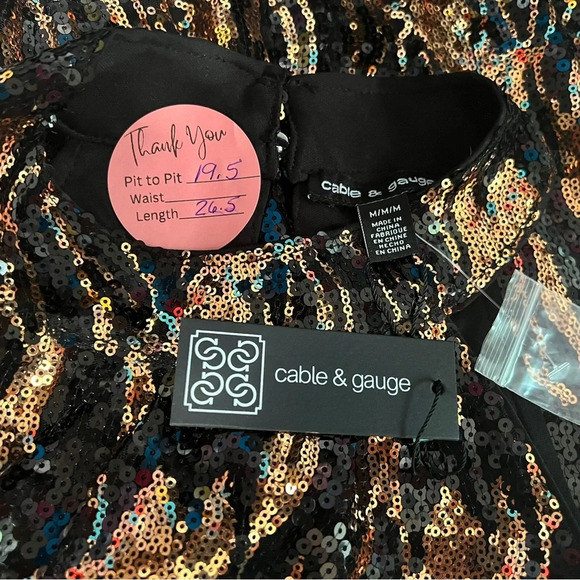 Thank You
Pit to Pit 19.5
Waist
Length 26.5
cable & gauge
M/M/M
MADE IN
CHINA
FABRIQUE
EN CHINE
HECHO
EN CHINA
cable & gauge